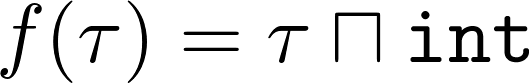 f(τ) = τ ⊓ int